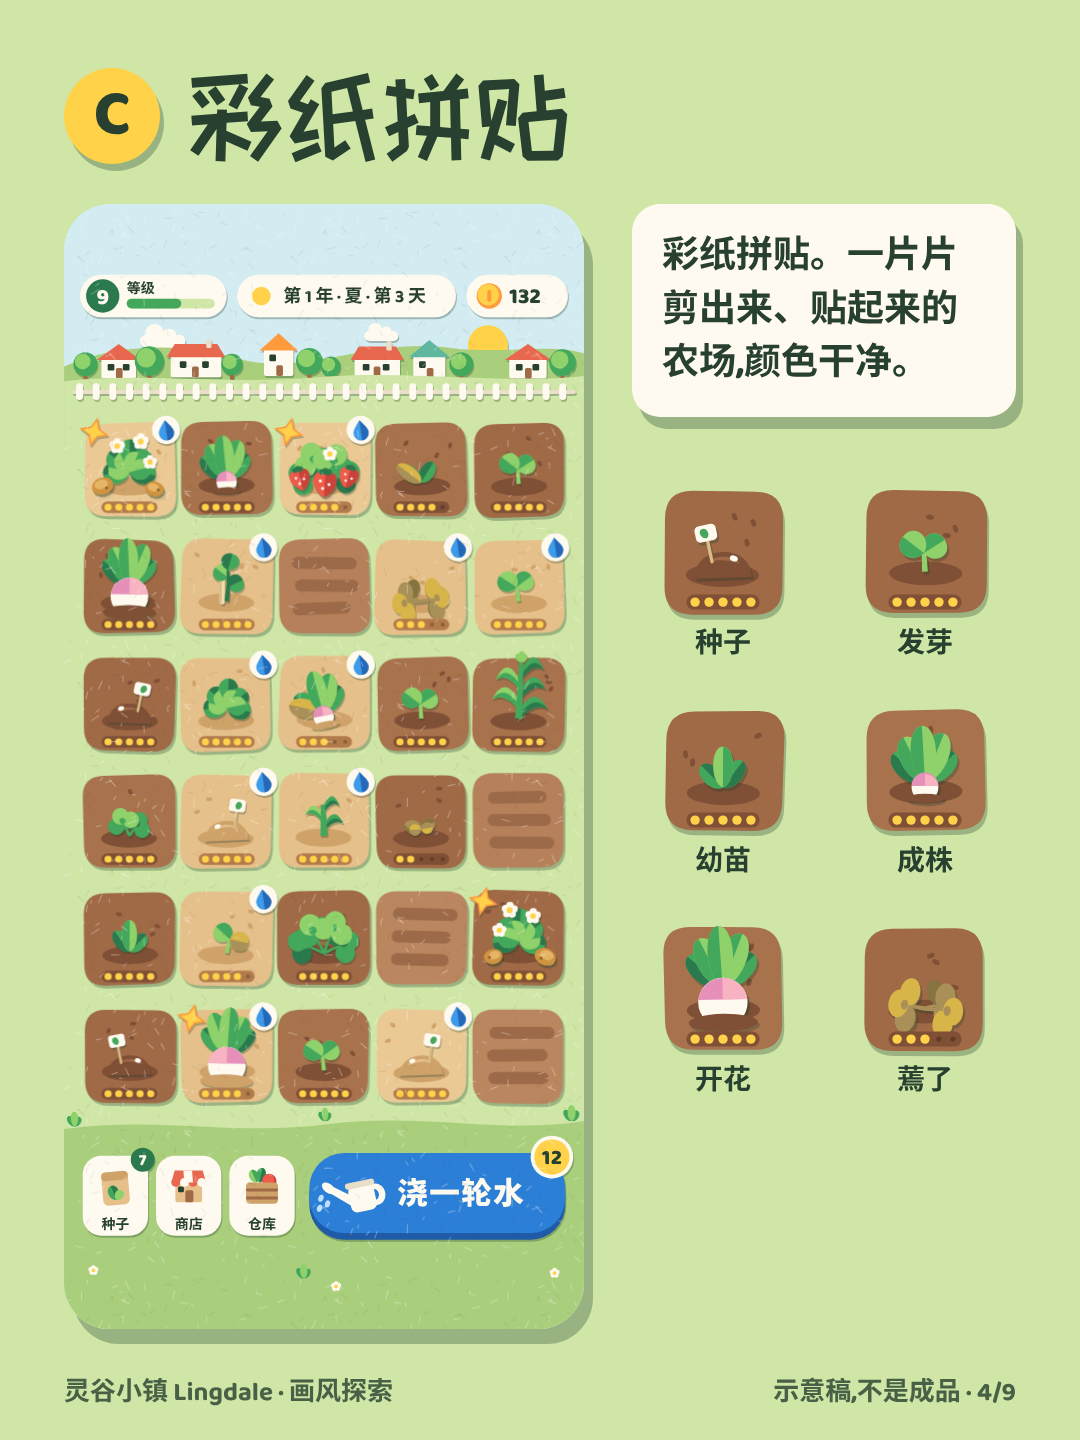 C 彩纸拼贴
9 等级
第1年·夏·第3天
132
彩纸拼贴。一片片
剪出来、贴起来的
农场,颜色干净。
种子
发芽
幼苗
成株
开花
蔫了
7
种子
商店
仓库
浇一轮水
12
灵谷小镇 Lingdale · 画风探索
示意稿,不是成品 · 4/9